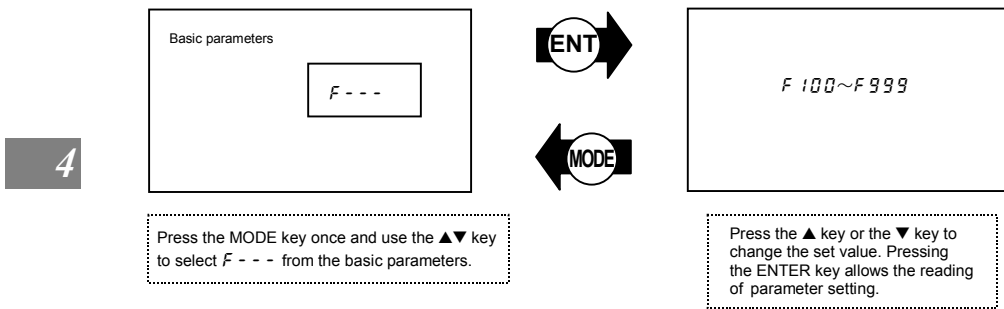 Basic parameters
F - - -
ENT
F 100~F999
MODE
4
Press the MODE key once and use the ▲▼ key
to select F - - - from the basic parameters.
Press the ▲ key or the ▼ key to
change the set value. Pressing
the ENTER key allows the reading
of parameter setting.